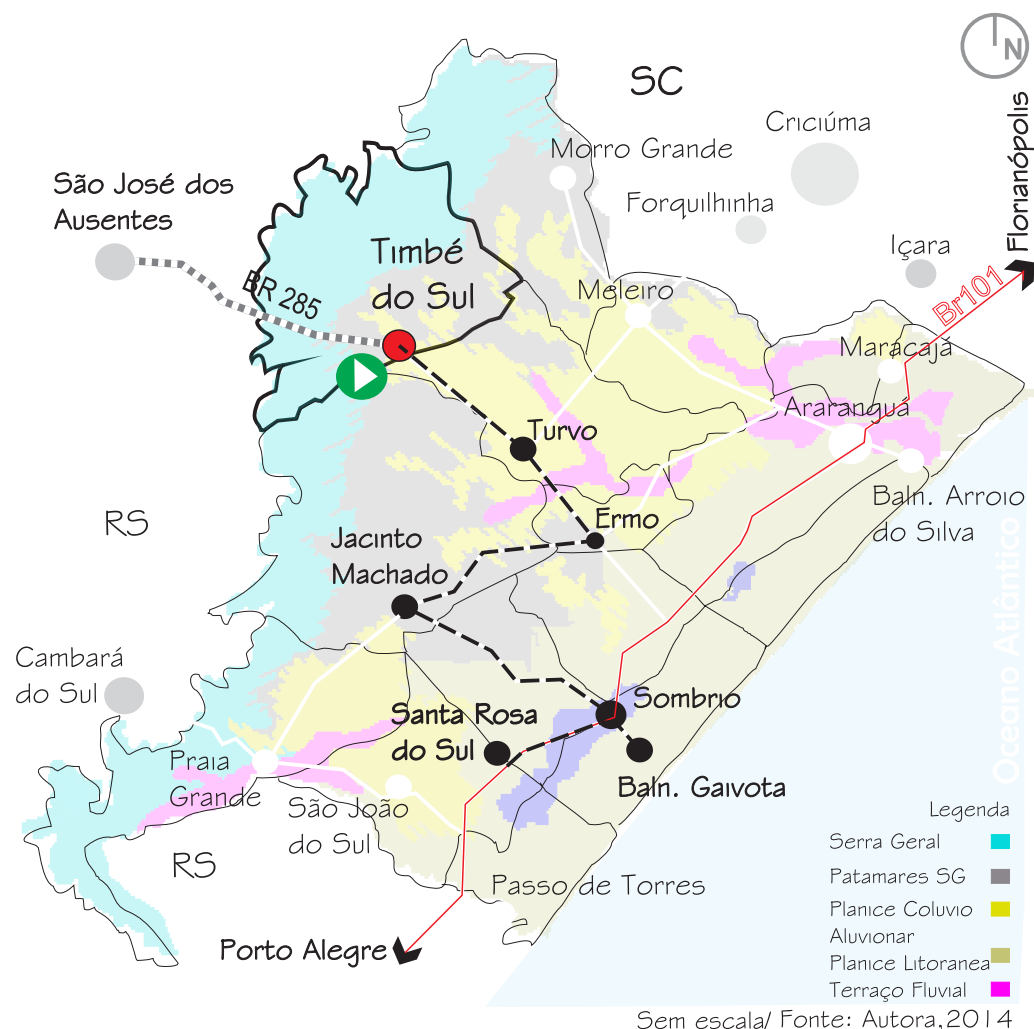 N
SC
Florianópolis
Criciúma
Morro Grande
São José dos
Ausentes
Forquilhinha
Içara
Timbé
do Sul
BR 285
Meleiro
Br101
Maracajá
Ararangua
Turvo
Baln. Arroio
do Silva
RS
Ermo
Jacinto
Machado
Oceano Atlântico
Cambará
do Sul
Sombrio
Santa Rosa
do Sul
Praia
Grande
Baln. Gaivota
São João
do Sul
RS
Passo de Torres
Porto Alegre
Legenda
Serra Geral
Patamares SG
Planice Coluvio
Aluvionar
Planice Litoranea
Terraço Fluvial
Sem escala/ Fonte: Autora,2014